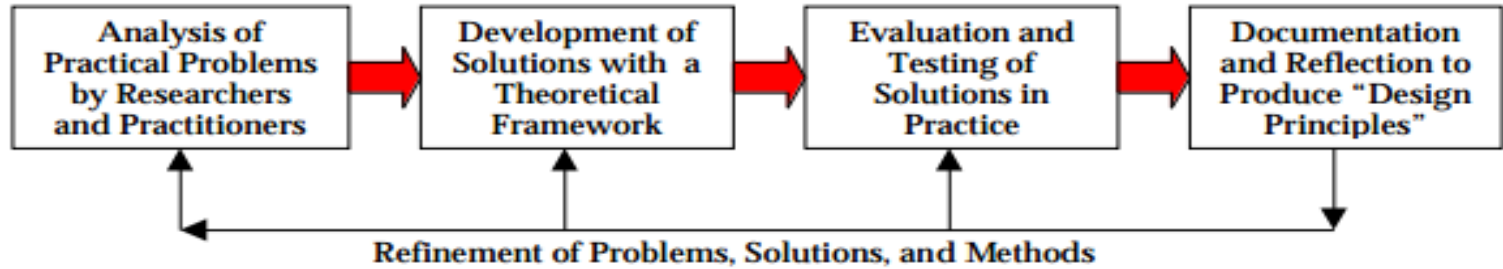 Analysis of
Practical Problems
by Researchers
and Practitioners
Development of
Solutions with a
Theoretical
Framework
Evaluation and
Testing of
Solutions in
Practice
Documentation
and Reflection to
Produce “Design
Principles”
Refinement of Problems, Solutions, and Methods